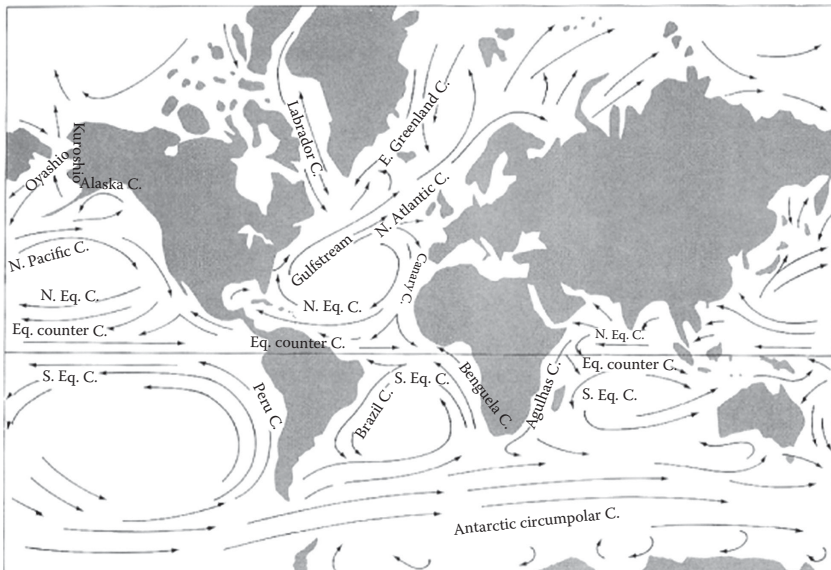 Labrador C.
E. Greenland C.
Kuroshio
Oyashio
Alaska C.
N. Atlantic C.
N. Pacific C.
Gulfstream
Canary C.
N. Eq. C.
N. Eq. C.
Eq. counter C.
Eq. counter C.
N. Eq. C.
Eq. counter C.
S. Eq. C.
Peru C.
Brazil C.
S. Eq. C.
Benguela C.
Agulhas C.
S. Eq. C.
Antarctic circumpolar C.